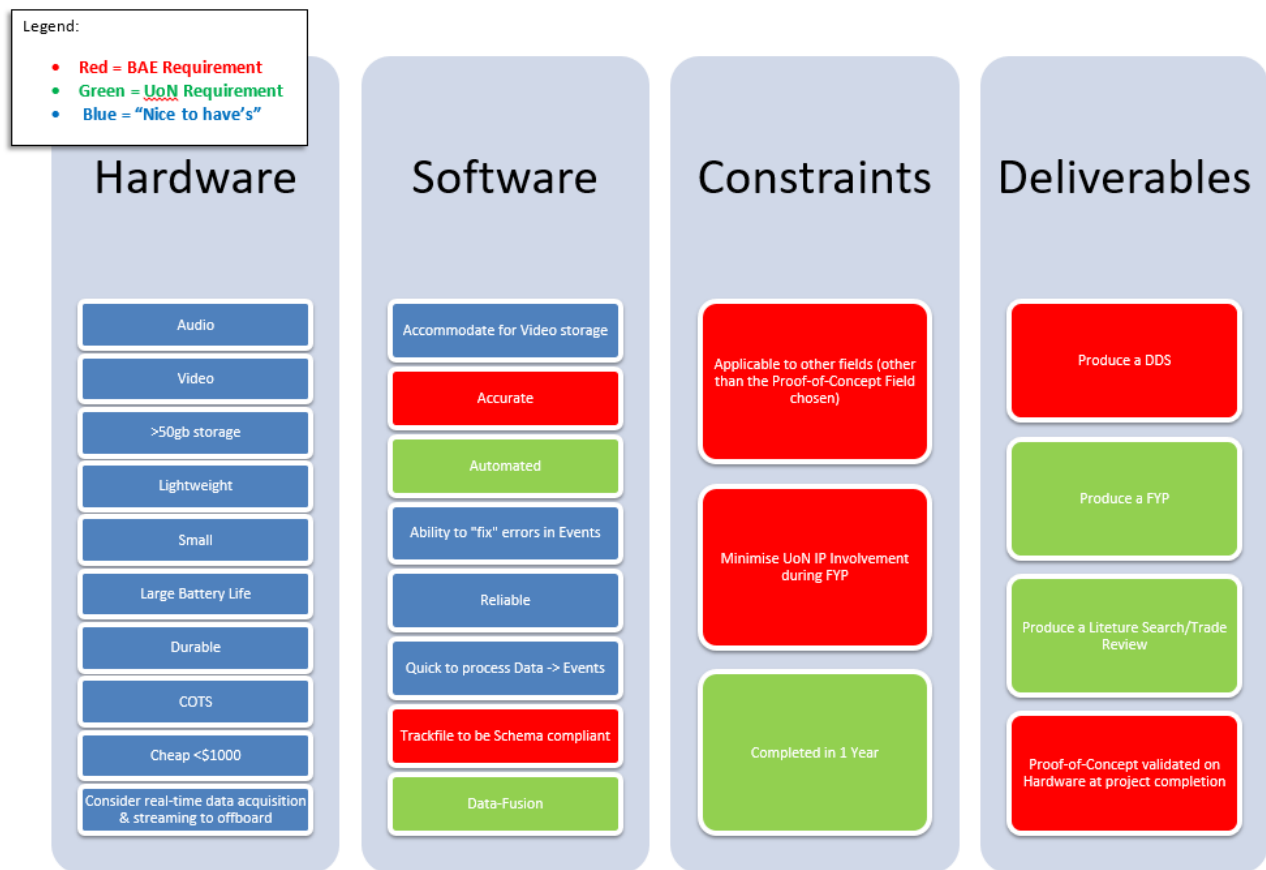 Legend:
• Red = BAE Requirement
• Green = UoN Requirement
• Blue = “Nice to have’s”
Hardware
Audio
Video
>50gb storage
Lightweight
Small
Large Battery Life
Durable
COTS
Cheap <$1000
Consider real-time data acquisition
& streaming to offboard
Software
Accommodate for Video storage
Accurate
Automated
Ability to "fix" errors in Events
Reliable
Quick to process Data -> Events
Trackfile to be Schema compliant
Data-Fusion
Constraints
Applicable to other fields (other
than the Proof-of-Concept Field
chosen)
Minimise UoN IP Involvement
during FYP
Completed in 1 Year
Deliverables
Produce a DDS
Produce a FYP
Produce a Liteture Search/Trade
Review
Proof-of-Concept validated on
Hardware at project completion